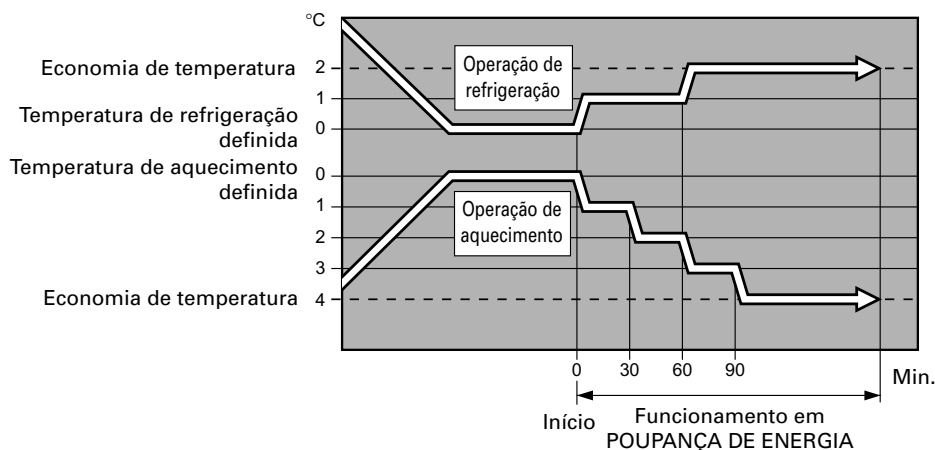 °C
Economia de temperatura 2
Operação de
refrigeração
1
Temperatura de refrigeração
definida
0
Temperatura de aquecimento
definida
0
1
Operação de
aquecimento
2
3
Economia de temperatura 4
0 30 60 90 Min.
Início
Funcionamento em
POUPANÇA DE ENERGIA